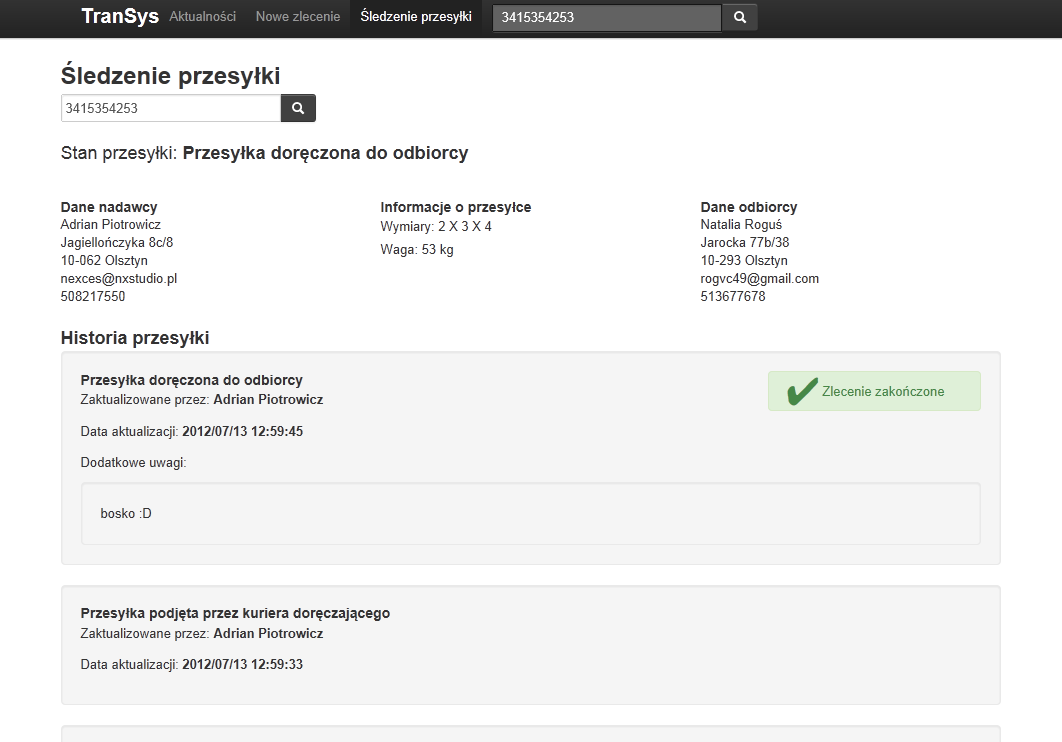 TranSys Aktualności Nowe zlecenie Śledzenie przesyłki 3415354253
Śledzenie przesyłki
3415354253
Stan przesyłki: Przesyłka doręczona do odbiorcy
Dane nadawcy
Adrian Piotrowicz
Jagiellończyka 8c/8
10-062 Olsztyn
nexces@nxstudio.pl
508217550
Informacje o przesyłce
Wymiary: 2 X 3 X 4
Waga: 53 kg
Dane odbiorcy
Natalia Roguś
Jarocka 77b/38
10-293 Olsztyn
rogvc49@gmail.com
513677678
Historia przesyłki
Przesyłka doręczona do odbiorcy
Zaktualizowane przez: Adrian Piotrowicz
Zlecenie zakończone
Data aktualizacji: 2012/07/13 12:59:45
Dodatkowe uwagi:
bosko :D
Przesyłka podjęta przez kuriera doręczającego
Zaktualizowane przez: Adrian Piotrowicz
Data aktualizacji: 2012/07/13 12:59:33